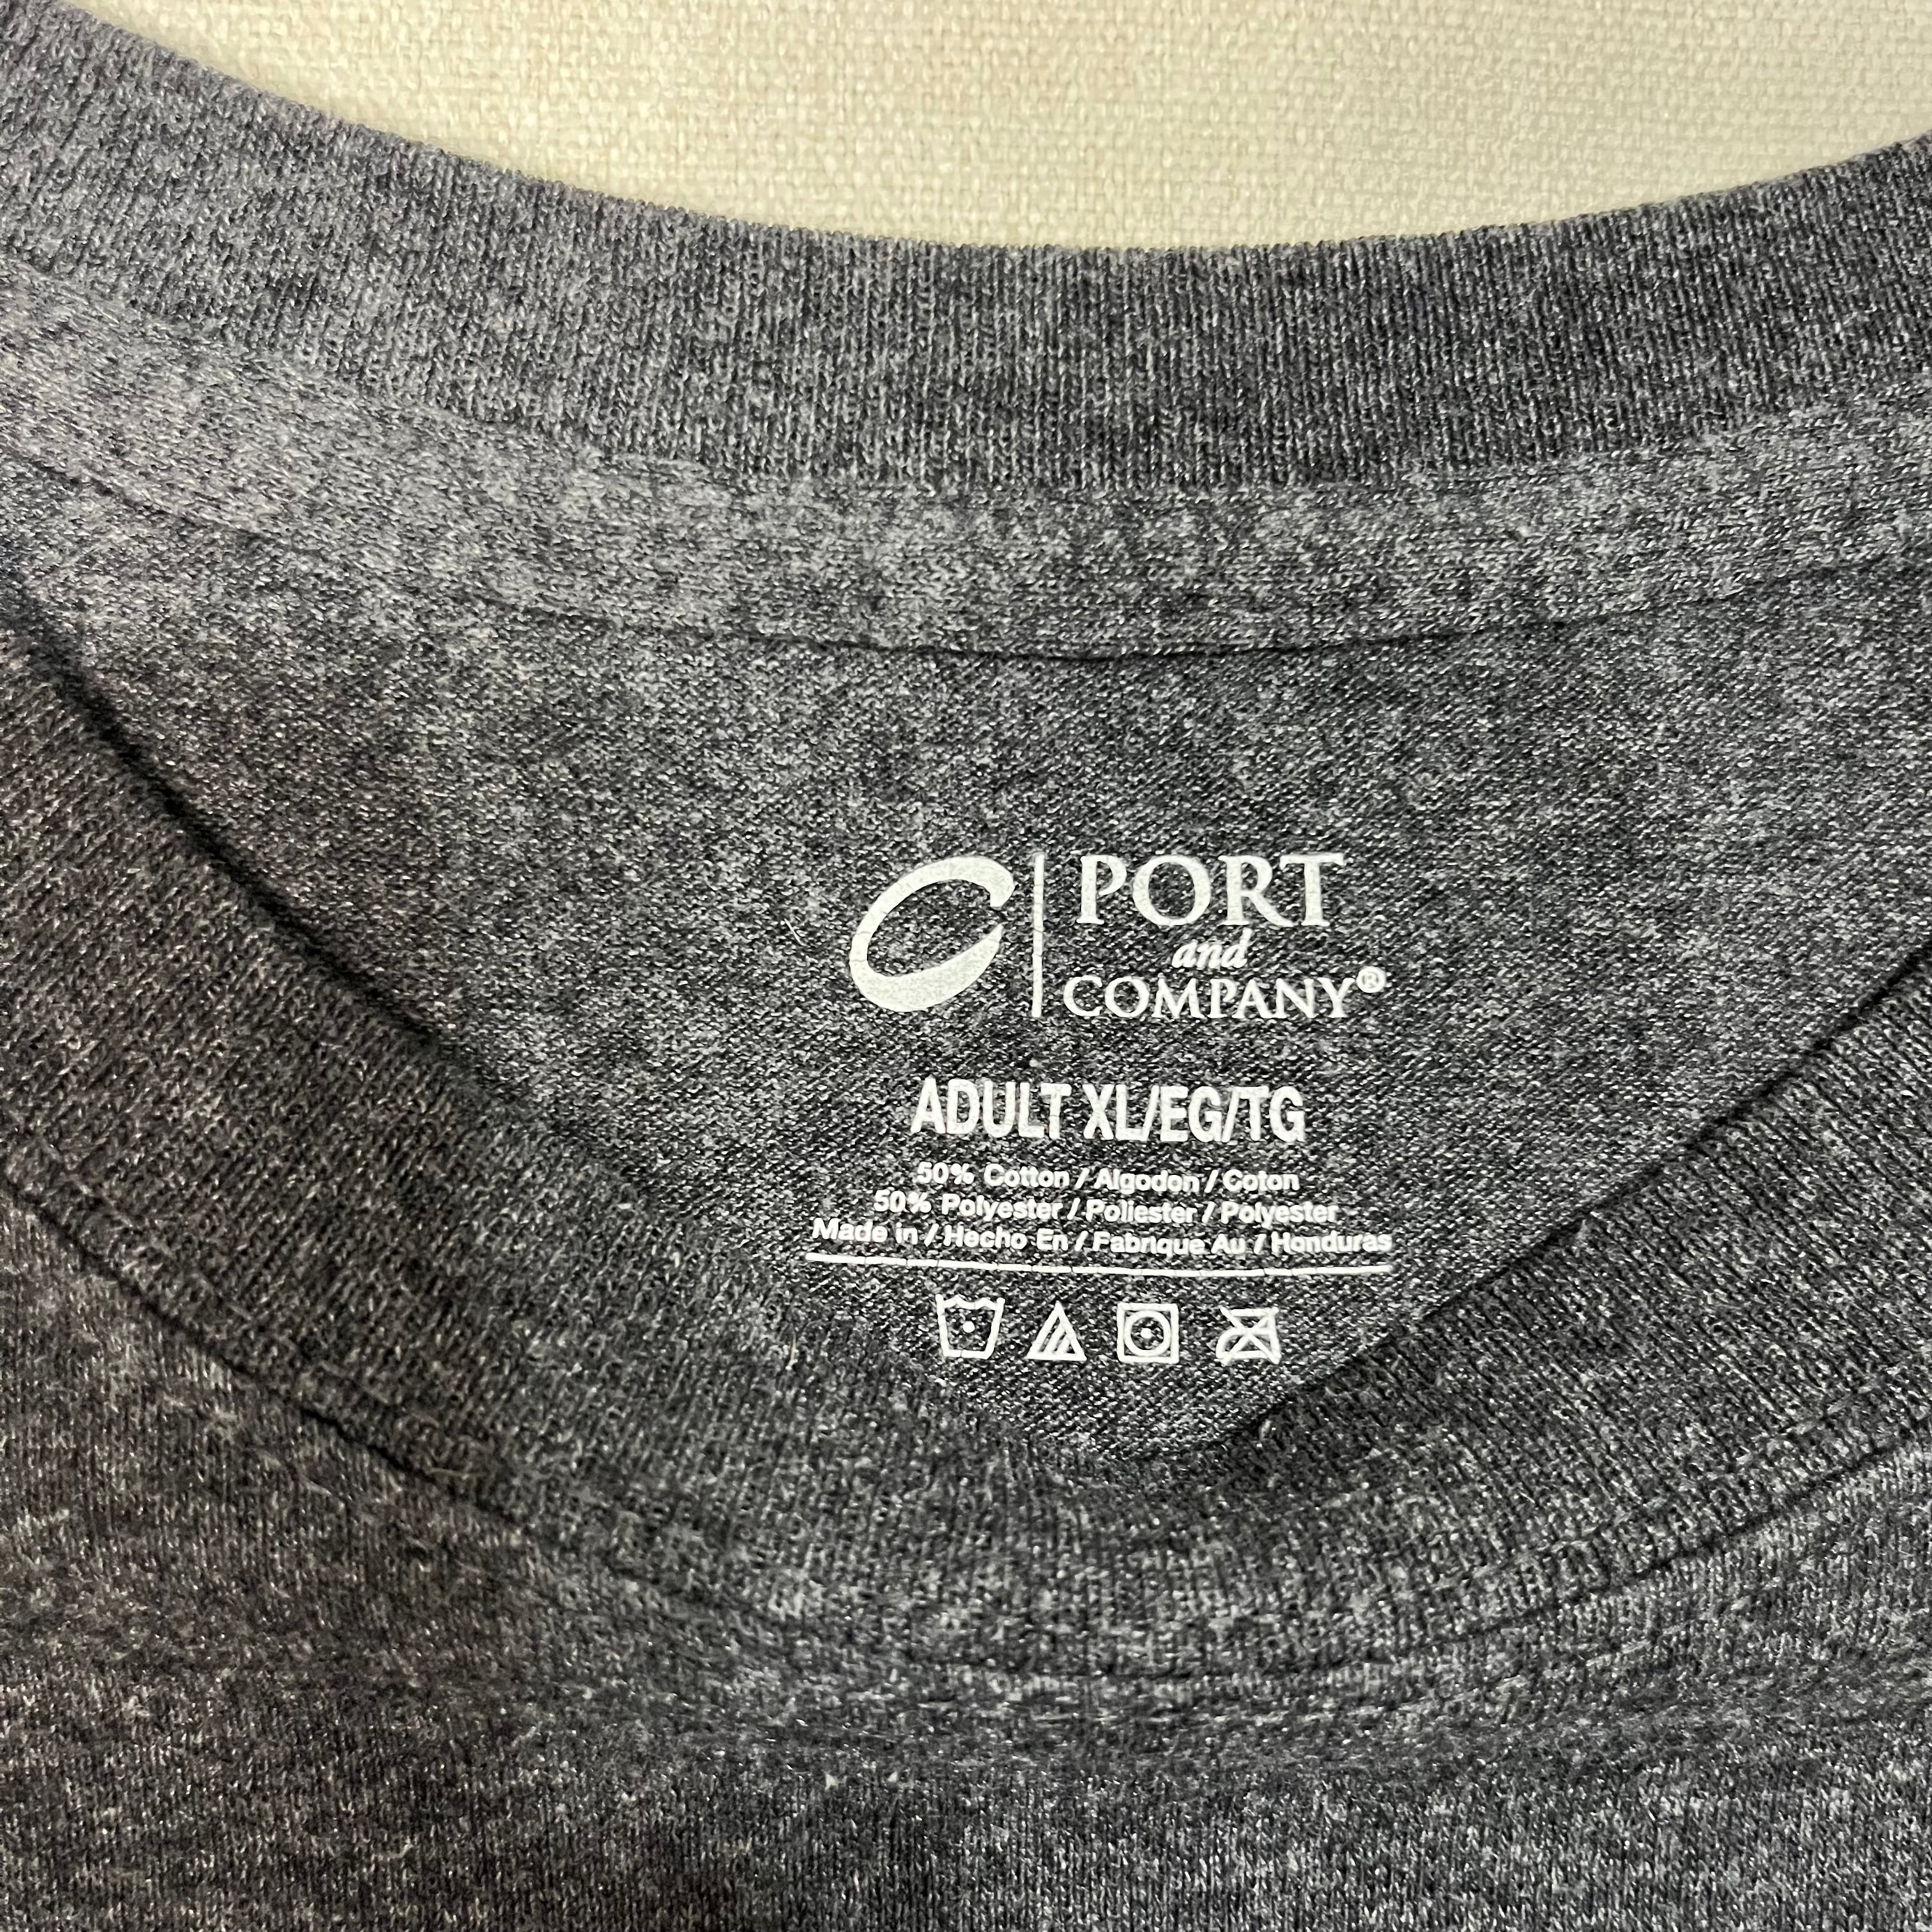 PORT
and
COMPANY®
ADULT XL/EG/TG
50% Cotton / Algodon / Coton
50% Polyester / Poliester / Polyester
Made in / Hecho En / Fabrique Au / Honduras